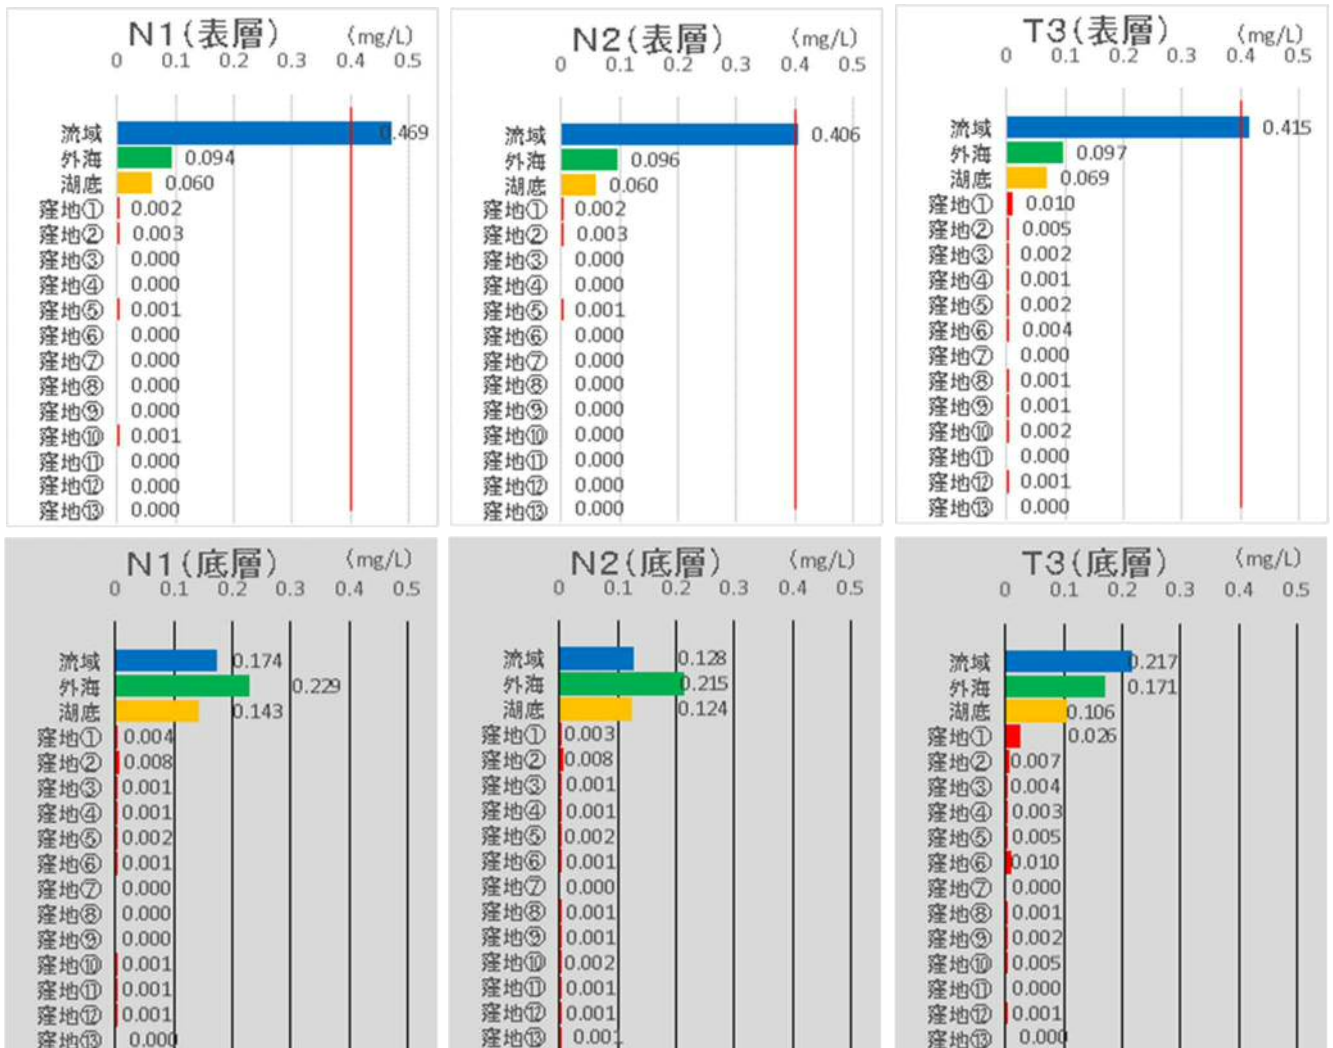 N1(表層) (mg/L)
0 0.1 0.2 0.3 0.4 0.5
流域 0.469
外海 0.094
湖底 0.060
窪地① 0.002
窪地② 0.003
窪地③ 0.000
窪地④ 0.000
窪地⑤ 0.001
窪地⑥ 0.000
窪地⑦ 0.000
窪地⑧ 0.000
窪地⑨ 0.000
窪地⑩ 0.001
窪地⑪ 0.000
窪地⑫ 0.000
窪地⑬ 0.000
N2(表層) (mg/L)
0 0.1 0.2 0.3 0.4 0.5
流域 0.406
外海 0.096
湖底 0.060
窪地① 0.002
窪地② 0.003
窪地③ 0.000
窪地④ 0.000
窪地⑤ 0.001
窪地⑥ 0.000
窪地⑦ 0.000
窪地⑧ 0.000
窪地⑨ 0.000
窪地⑩ 0.000
窪地⑪ 0.000
窪地⑫ 0.000
窪地⑬ 0.000
T3(表層) (mg/L)
0 0.1 0.2 0.3 0.4 0.5
流域 0.415
外海 0.097
湖底 0.069
窪地① 0.010
窪地② 0.005
窪地③ 0.002
窪地④ 0.001
窪地⑤ 0.002
窪地⑥ 0.004
窪地⑦ 0.000
窪地⑧ 0.001
窪地⑨ 0.001
窪地⑩ 0.002
窪地⑪ 0.000
窪地⑫ 0.001
窪地⑬ 0.000
N1(底層) (mg/L)
0 0.1 0.2 0.3 0.4 0.5
流域 0.174
外海 0.229
湖底 0.143
窪地① 0.004
窪地② 0.008
窪地③ 0.001
窪地④ 0.001
窪地⑤ 0.002
窪地⑥ 0.001
窪地⑦ 0.000
窪地⑧ 0.000
窪地⑨ 0.000
窪地⑩ 0.001
窪地⑪ 0.001
窪地⑫ 0.001
窪地⑬ 0.000
N2(底層) (mg/L)
0 0.1 0.2 0.3 0.4 0.5
流域 0.128
外海 0.215
湖底 0.124
窪地① 0.003
窪地② 0.008
窪地③ 0.001
窪地④ 0.001
窪地⑤ 0.002
窪地⑥ 0.001
窪地⑦ 0.000
窪地⑧ 0.001
窪地⑨ 0.001
窪地⑩ 0.002
窪地⑪ 0.001
窪地⑫ 0.001
窪地⑬ 0.001
T3(底層) (mg/L)
0 0.1 0.2 0.3 0.4 0.5
流域 0.217
外海 0.171
湖底 0.106
窪地① 0.026
窪地② 0.007
窪地③ 0.004
窪地④ 0.003
窪地⑤ 0.005
窪地⑥ 0.010
窪地⑦ 0.000
窪地⑧ 0.001
窪地⑨ 0.002
窪地⑩ 0.005
窪地⑪ 0.000
窪地⑫ 0.001
窪地⑬ 0.000